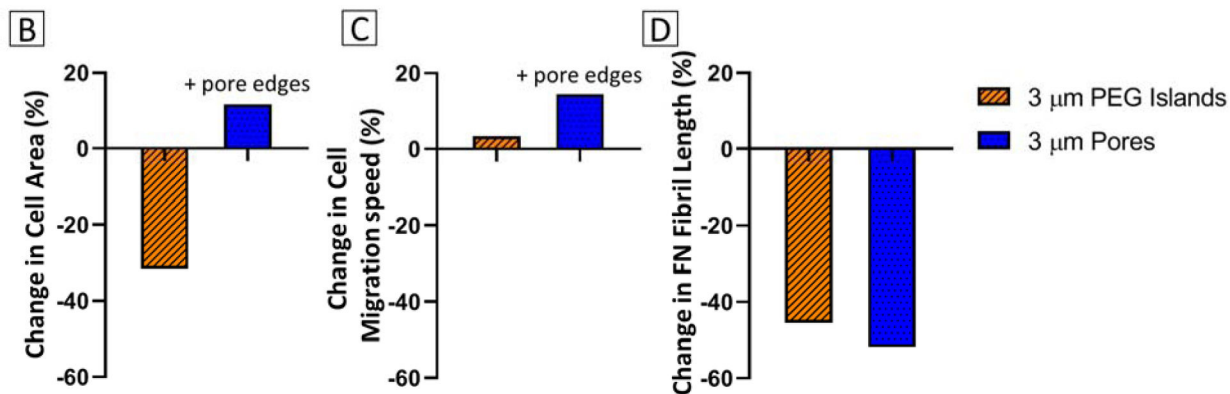 B
C
D
Change in Cell Area (%)
20
0
-20
-40
-60
+ pore edges
Change in Cell
Migration speed (%)
20
0
-20
-40
-60
+ pore edges
Change in FN Fibril Length (%)
20
0
-20
-40
-60
3 μm PEG Islands
3 μm Pores